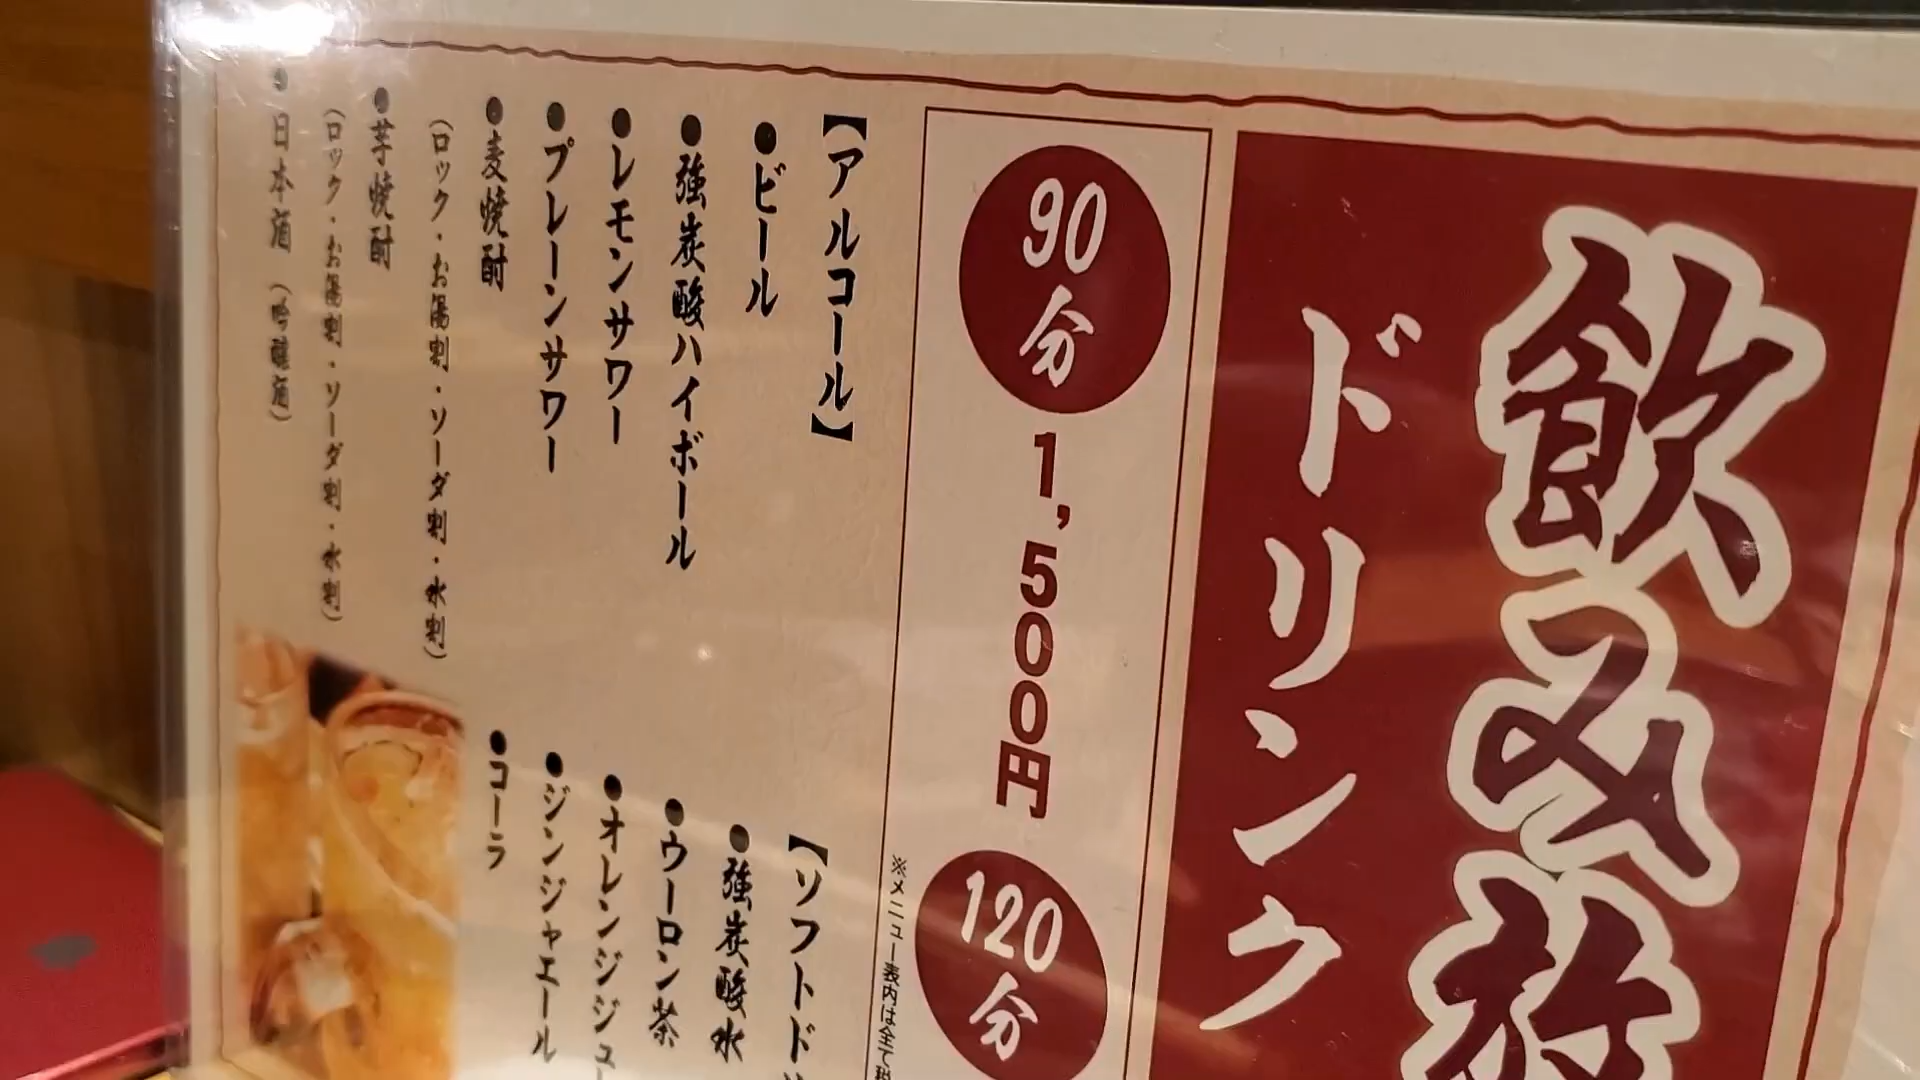 飲み放
ドリンク
90分 1,500円 120分
※メニュー表内は全て税
【アルコール】
●ビール
●強炭酸ハイボール
●レモンサワー
●プレーンサワー
●麦焼酎
(ロック・お湯割・ソーダ割・水割)
●芋焼酎
(ロック・お湯割・ソーダ割・水割)
●日本酒(吟醸酒)
【ソフトド
●強炭酸水
●ウーロン茶
●オレンジジュー
●ジンジャエール
●コーラ